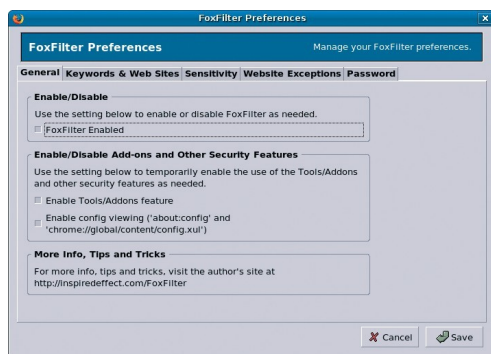 FoxFilter Preferences
FoxFilter Preferences
Manage your FoxFilter preferences.
General Keywords & Web Sites Sensitivity Website Exceptions Password
Enable/Disable
Use the setting below to enable or disable FoxFilter as needed.
FoxFilter Enabled
Enable/Disable Add-ons and Other Security Features
Use the setting below to temporarily enable the use of the Tools/Addons
and other security features as needed.
Enable Tools/Addons feature
Enable config viewing ('about:config' and
'chrome://global/content/config.xul')
More Info, Tips and Tricks
For more info, tips and tricks, visit the author's site at
http://inspiredeffect.com/FoxFilter
Cancel
Save